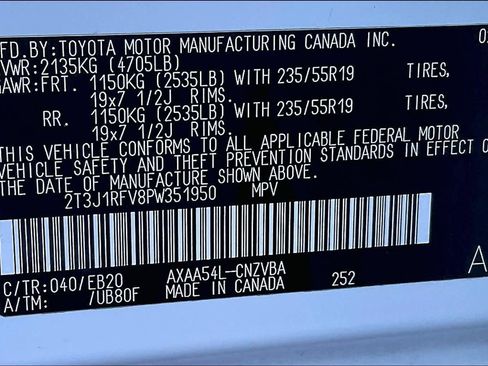 MFD.BY:TOYOTA MOTOR MANUFACTURING CANADA INC.
GVWR:2135KG (4705LB)
GAWR:FRT. 1150KG (2535LB) WITH 235/55R19 TIRES,
19x7 1/2J RIMS.
RR. 1150KG (2535LB) WITH 235/55R19 TIRES,
19x7 1/2J RIMS.
THIS VEHICLE CONFORMS TO ALL APPLICABLE FEDERAL MOTOR
VEHICLE SAFETY AND THEFT PREVENTION STANDARDS IN EFFECT O
THE DATE OF MANUFACTURE SHOWN ABOVE.
2T3J1RFV8PW351950 MPV
C/TR:040/EB20 AXAA54L-CNZVBA A
A/TM: /UB80F MADE IN CANADA 252